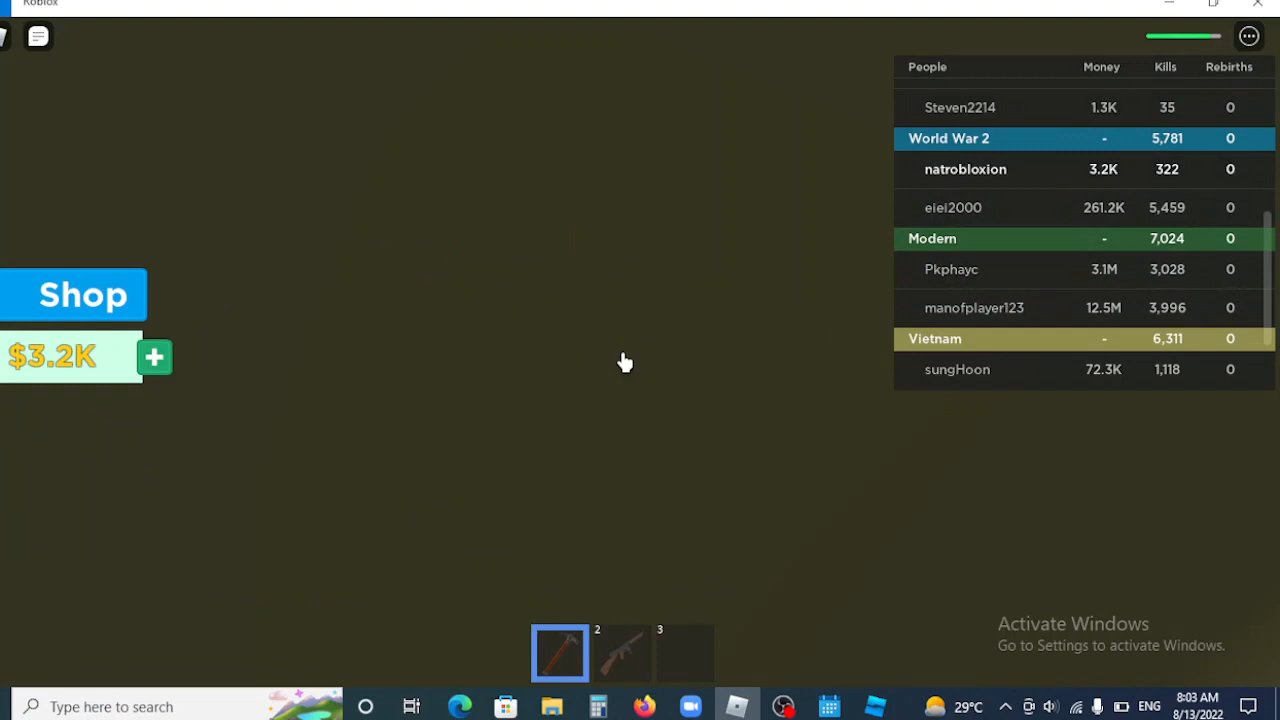 Roblox
People Money Kills Rebirths
Steven2214 1.3K 35 0
World War 2 - 5,781 0
natrobloxion 3.2K 322 0
eiei2000 261.2K 5,459 0
Modern - 7,024 0
Pkphayc 3.1M 3,028 0
manofplayer123 12.5M 3,996 0
Vietnam - 6,311 0
sungHoon 72.3K 1,118 0
Shop
$3.2K
+
2 3
Activate Windows
Go to Settings to activate Windows.
Type here to search
29°C
ENG
8:03 AM
8/13/2022